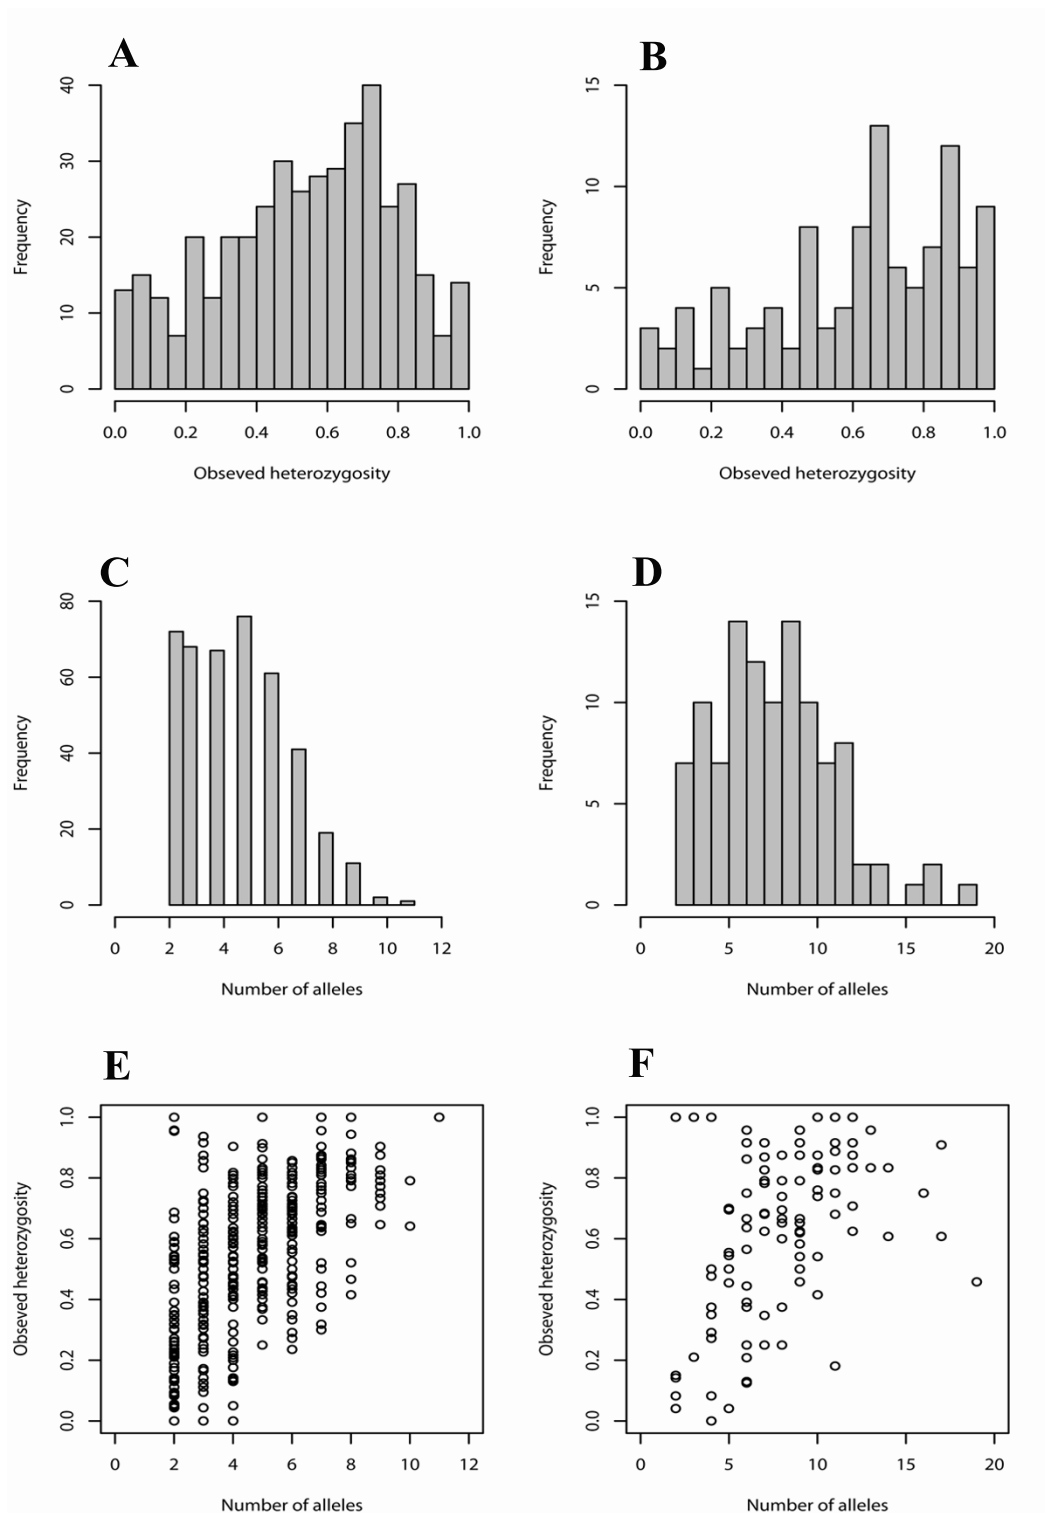 A
B
Frequency
0
10
20
30
40
0.0 0.2 0.4 0.6 0.8 1.0
Obseved heterozygosity
Frequency
0
5
10
15
0.0 0.2 0.4 0.6 0.8 1.0
Obseved heterozygosity
C
D
Frequency
0
20
40
60
80
0 2 4 6 8 10 12
Number of alleles
Frequency
0
5
10
15
0 5 10 15 20
Number of alleles
E
F
Obseved heterozygosity
0.0
0.2
0.4
0.6
0.8
1.0
0 2 4 6 8 10 12
Number of alleles
Obseved heterozygosity
0.0
0.2
0.4
0.6
0.8
1.0
0 5 10 15 20
Number of alleles